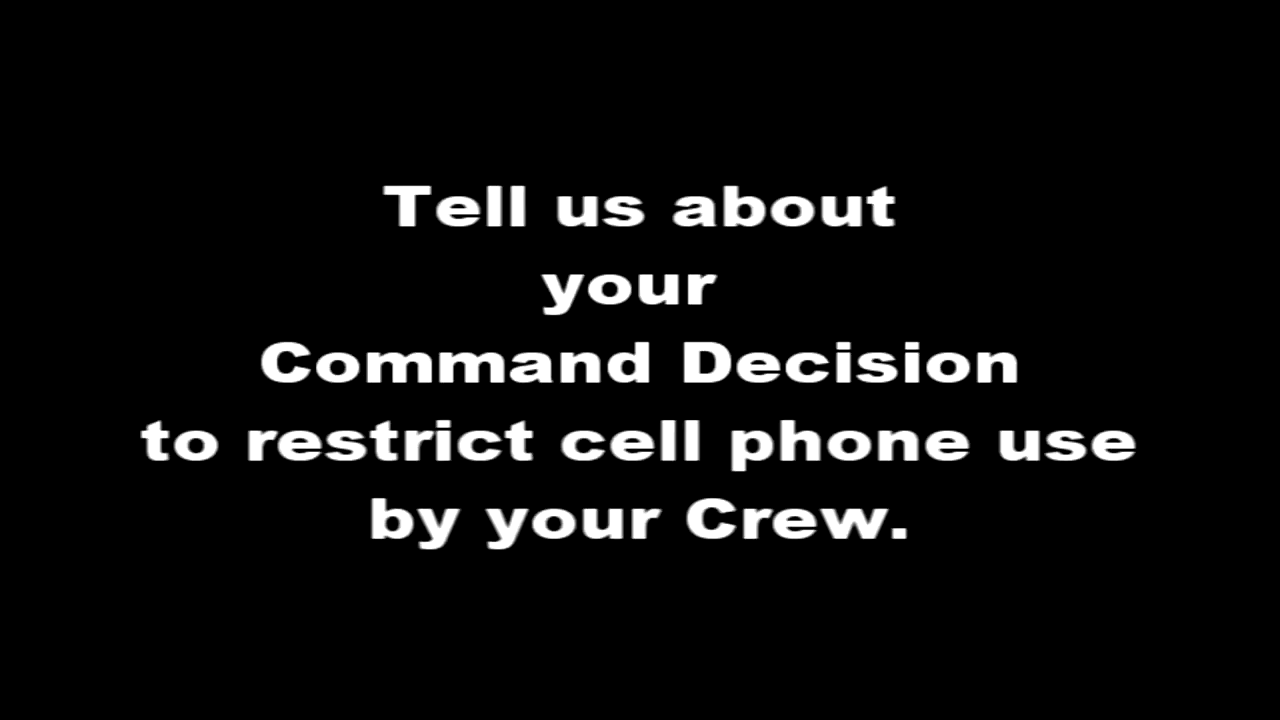 Tell us about
your
Command Decision
to restrict cell phone use
by your Crew.